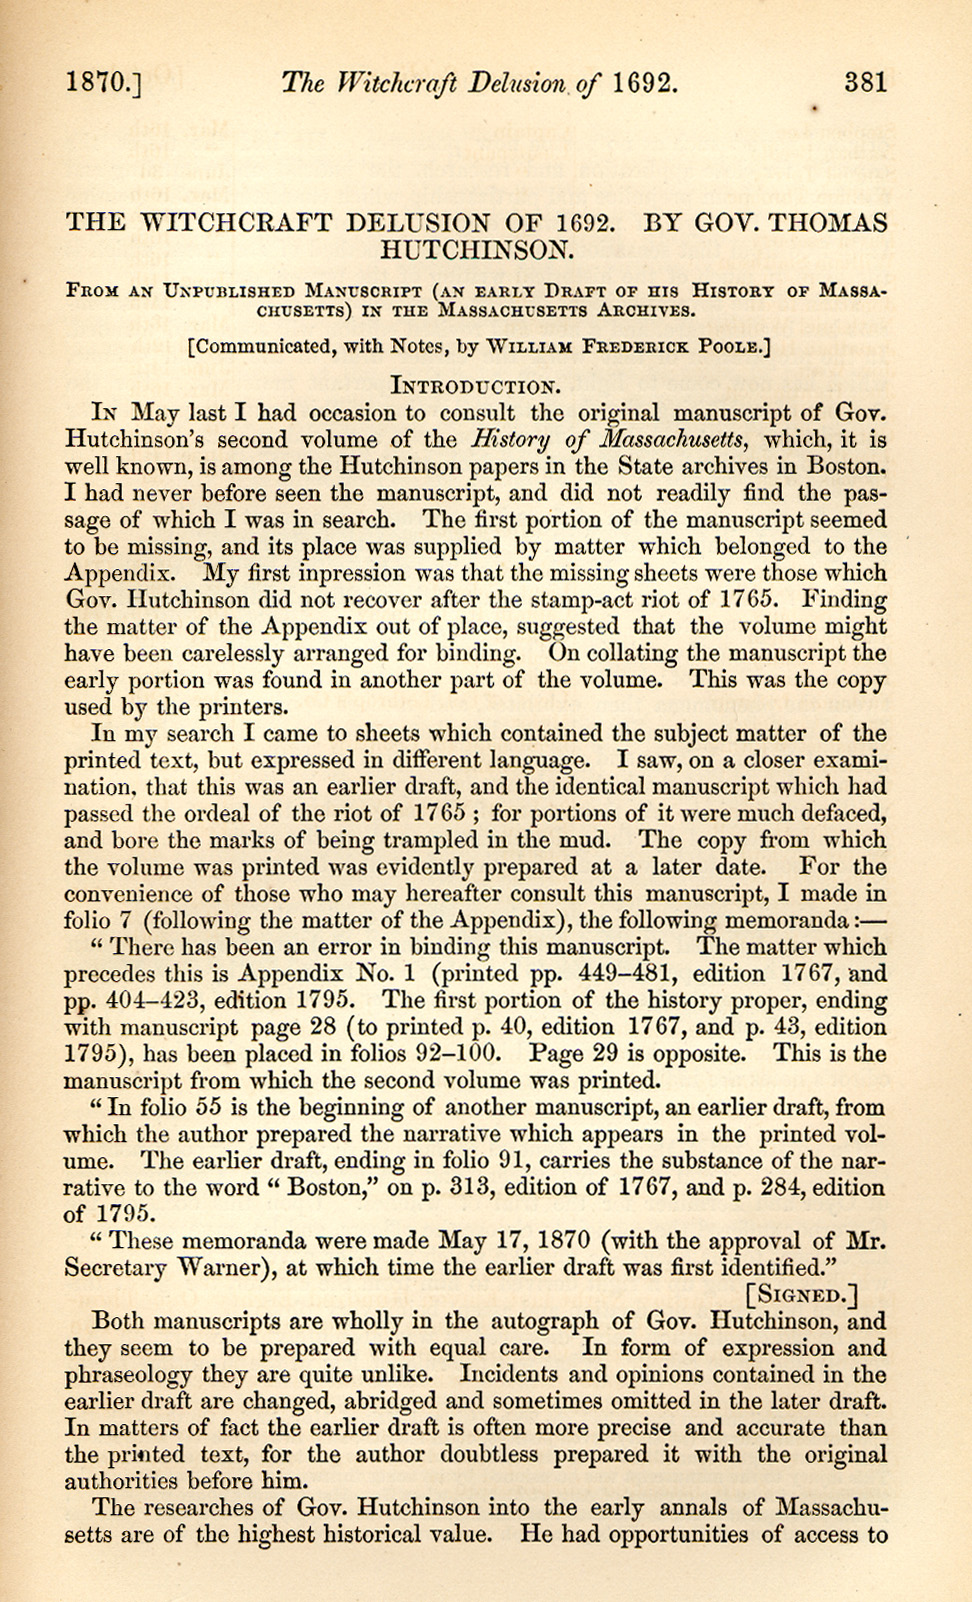 1870.] The Witchcraft Delusion of 1692. 381
THE WITCHCRAFT DELUSION OF 1692. BY GOV. THOMAS
HUTCHINSON.
FROM AN UNPUBLISHED MANUSCRIPT (AN EARLY DRAFT OF HIS HISTORY OF MASSA-
CHUSETTS) IN THE MASSACHUSETTS ARCHIVES.
[Communicated, with Notes, by WILLIAM FREDERICK POOLE.]
INTRODUCTION.
IN May last I had occasion to consult the original manuscript of Gov.
Hutchinson's second volume of the History of Massachusetts, which, it is
well known, is among the Hutchinson papers in the State archives in Boston.
I had never before seen the manuscript, and did not readily find the pas-
sage of which I was in search. The first portion of the manuscript seemed
to be missing, and its place was supplied by matter which belonged to the
Appendix. My first inpression was that the missing sheets were those which
Gov. Hutchinson did not recover after the stamp-act riot of 1765. Finding
the matter of the Appendix out of place, suggested that the volume might
have been carelessly arranged for binding. On collating the manuscript the
early portion was found in another part of the volume. This was the copy
used by the printers.
In my search I came to sheets which contained the subject matter of the
printed text, but expressed in different language. I saw, on a closer exami-
nation, that this was an earlier draft, and the identical manuscript which had
passed the ordeal of the riot of 1765 ; for portions of it were much defaced,
and bore the marks of being trampled in the mud. The copy from which
the volume was printed was evidently prepared at a later date. For the
convenience of those who may hereafter consult this manuscript, I made in
folio 7 (following the matter of the Appendix), the following memoranda :—
" There has been an error in binding this manuscript. The matter which
precedes this is Appendix No. 1 (printed pp. 449–481, edition 1767, and
pp. 404–423, edition 1795. The first portion of the history proper, ending
with manuscript page 28 (to printed p. 40, edition 1767, and p. 43, edition
1795), has been placed in folios 92–100. Page 29 is opposite. This is the
manuscript from which the second volume was printed.
" In folio 55 is the beginning of another manuscript, an earlier draft, from
which the author prepared the narrative which appears in the printed vol-
ume. The earlier draft, ending in folio 91, carries the substance of the nar-
rative to the word " Boston," on p. 313, edition of 1767, and p. 284, edition
of 1795.
" These memoranda were made May 17, 1870 (with the approval of Mr.
Secretary Warner), at which time the earlier draft was first identified."
[SIGNED.]
Both manuscripts are wholly in the autograph of Gov. Hutchinson, and
they seem to be prepared with equal care. In form of expression and
phraseology they are quite unlike. Incidents and opinions contained in the
earlier draft are changed, abridged and sometimes omitted in the later draft.
In matters of fact the earlier draft is often more precise and accurate than
the printed text, for the author doubtless prepared it with the original
authorities before him.
The researches of Gov. Hutchinson into the early annals of Massachu-
setts are of the highest historical value. He had opportunities of access to